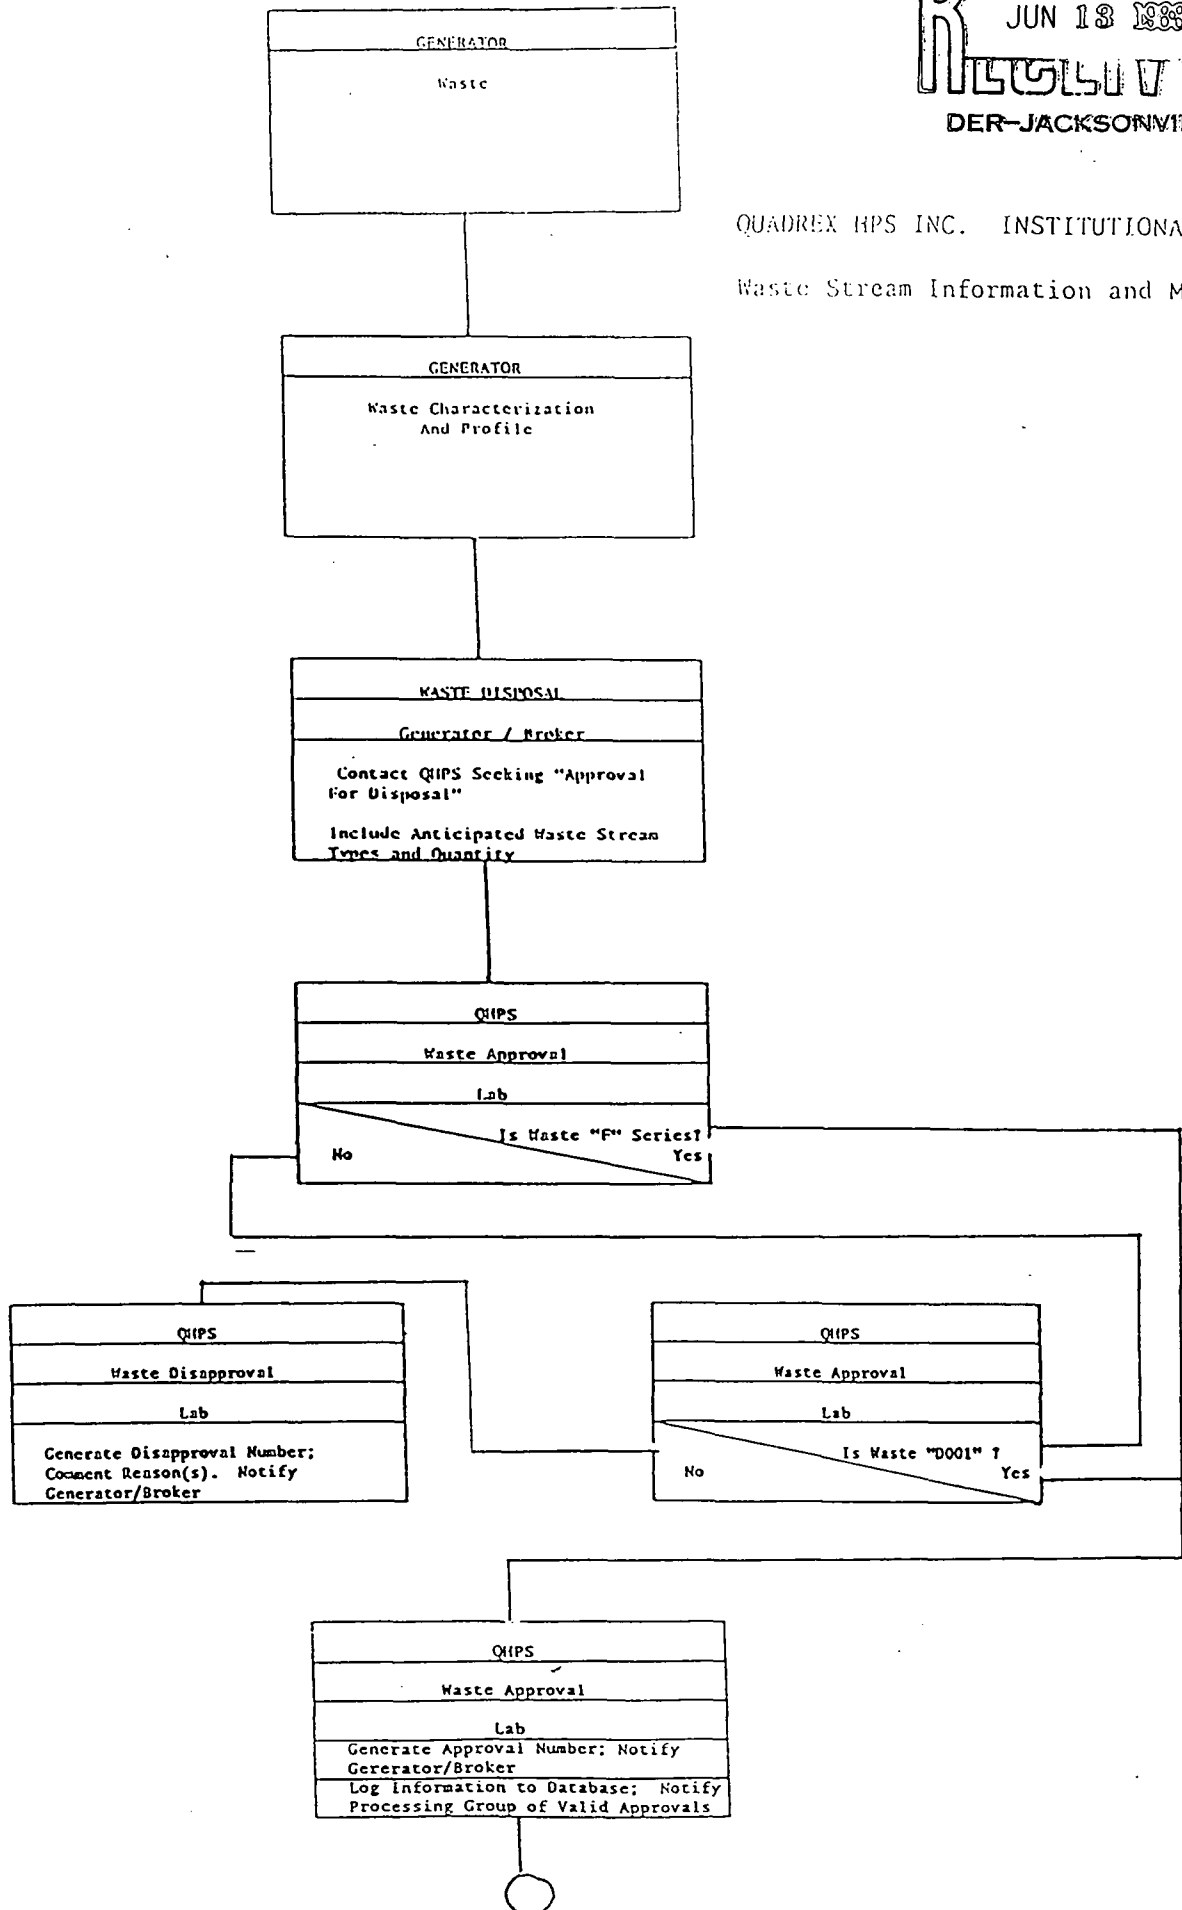 JUN 13
DER-JACKSONVI
QUADREX HPS INC. INSTITUTIONA
Waste Stream Information and M
GENERATOR
Waste
GENERATOR
Waste Characterization
And Profile
WASTE DISPOSAL
Generator / Broker
Contact QHPS Seeking "Approval
For Disposal"
Include Anticipated Waste Stream
Types and Quantity
QHPS
Waste Approval
Lab
Is Waste "F" Series?
No Yes
QHPS
Waste Disapproval
Lab
Generate Disapproval Number;
Comment Reason(s). Notify
Generator/Broker
QHPS
Waste Approval
Lab
Is Waste "D001" ?
No Yes
QHPS
Waste Approval
Lab
Generate Approval Number; Notify
Gererator/Broker
Log Information to Database; Notify
Processing Group of Valid Approvals